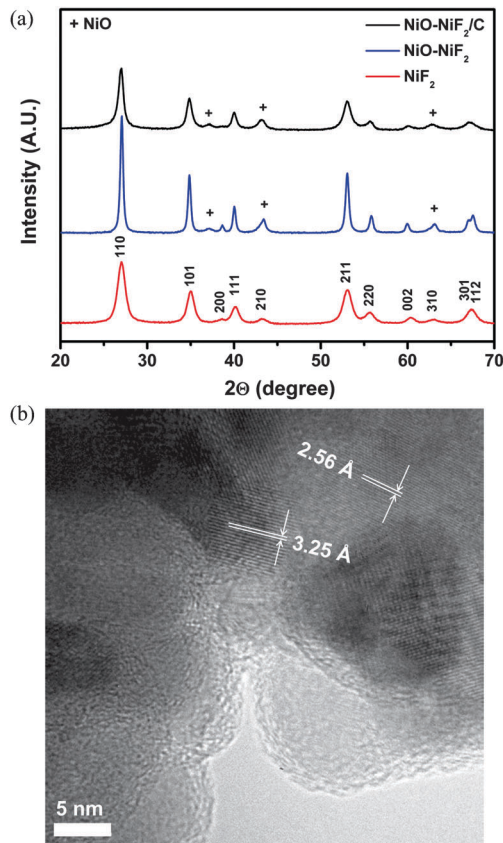 (a)
+ NiO
NiO-NiF₂/C
NiO-NiF₂
NiF₂
Intensity (A.U.)
+ + +
+ + +
110 101 200 111 210 211 220 002 310 301 112
20 30 40 50 60 70
2Θ (degree)
(b)
2.56 Å
3.25 Å
5 nm